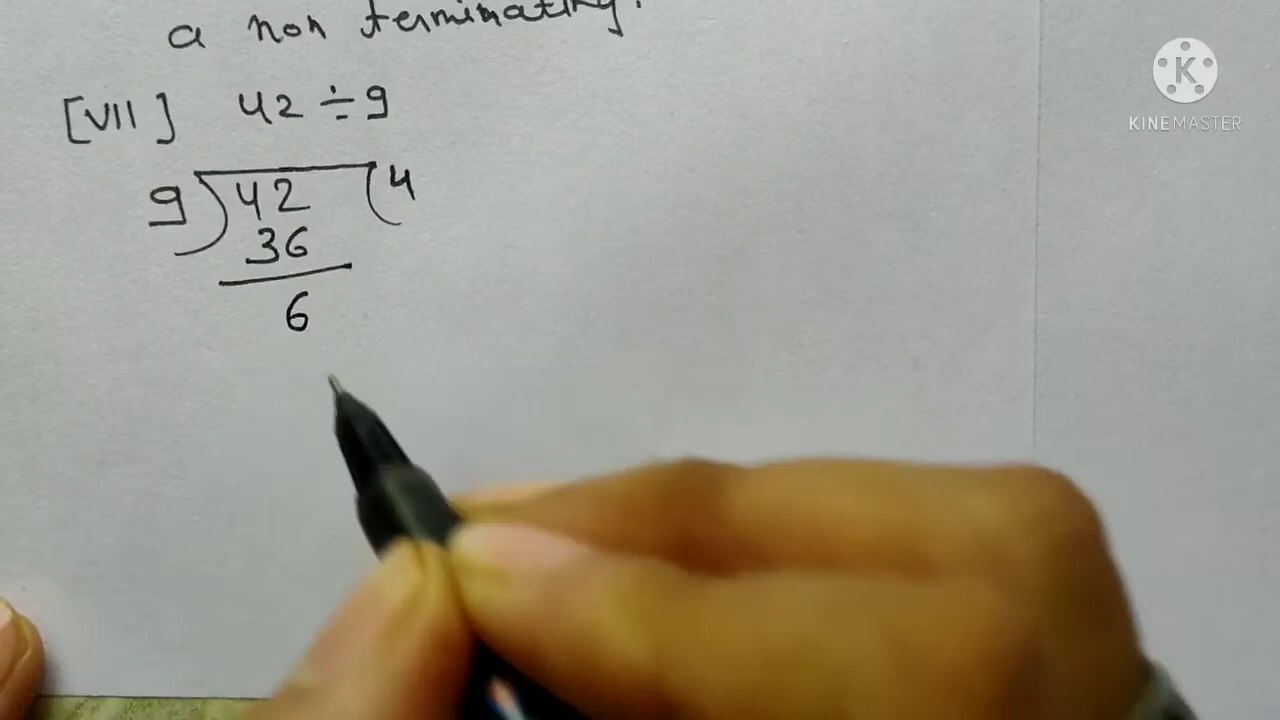 a non terminating.
[VII] 42 ÷ 9
9 ) 42 ( 4
36
6
K
KINEMASTER